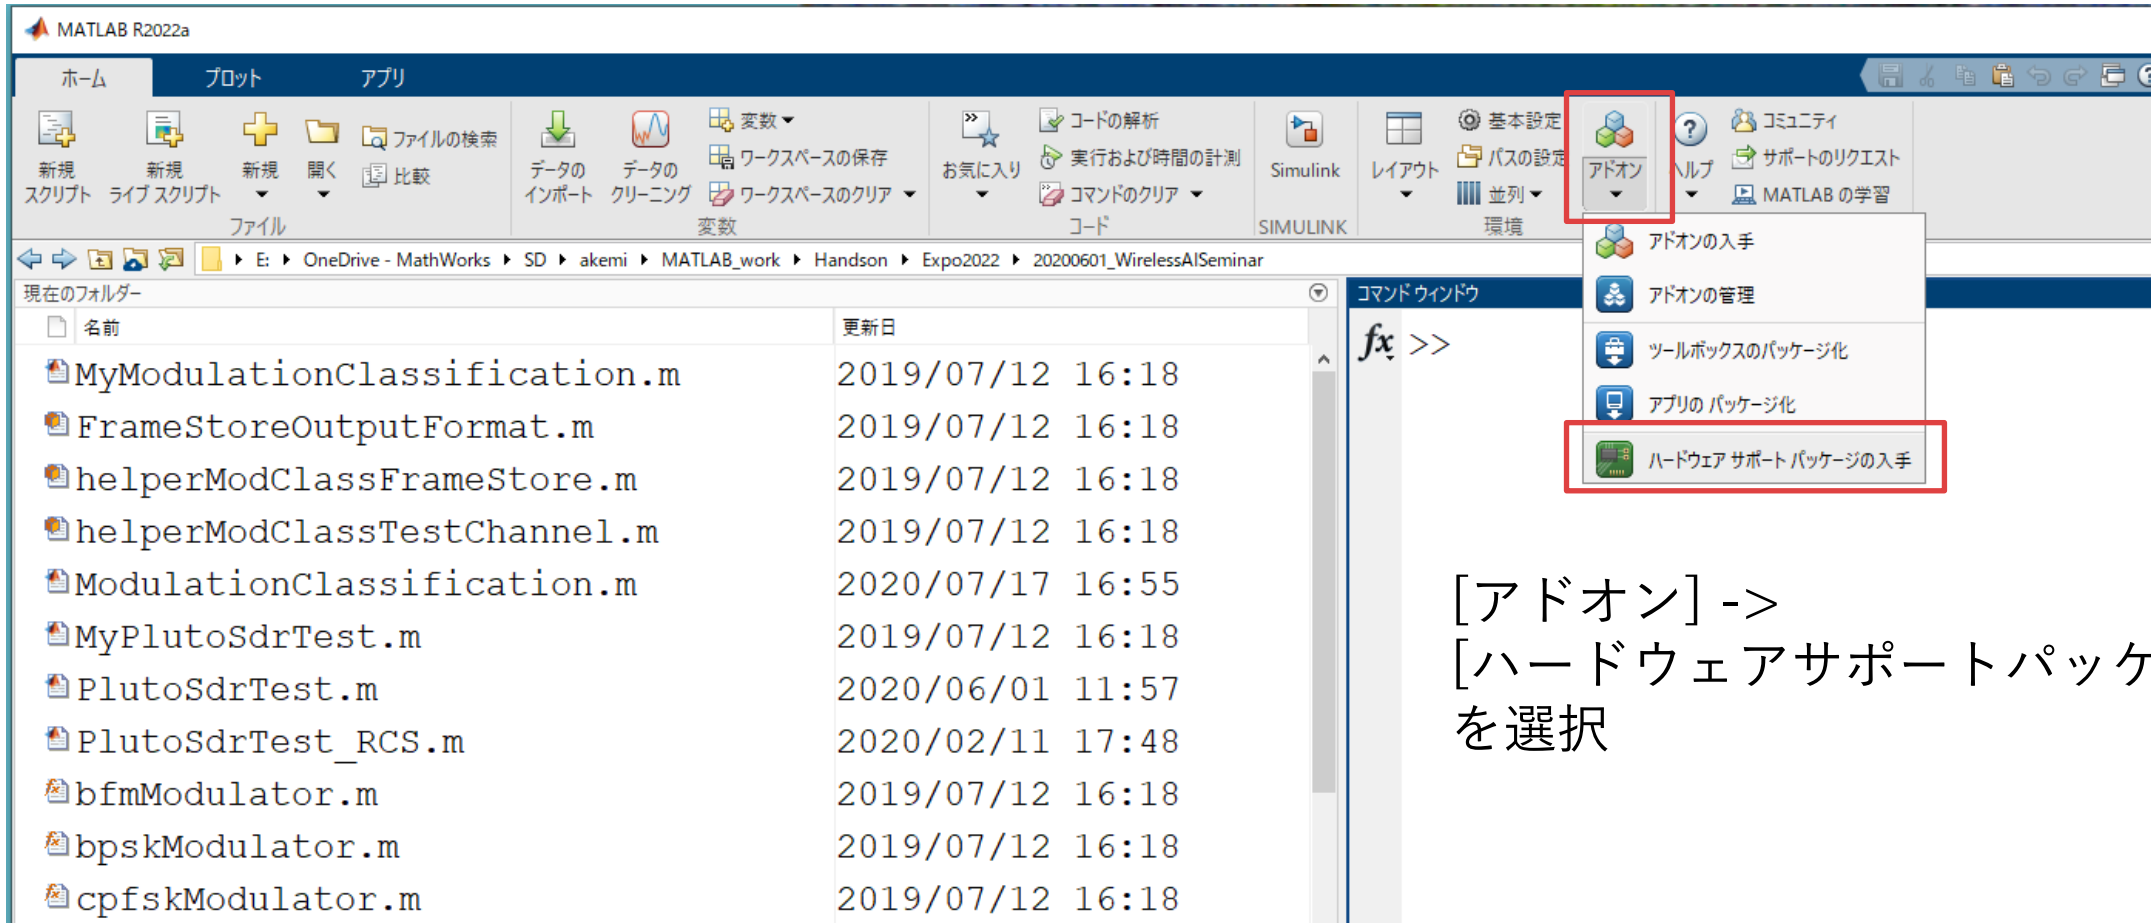 MATLAB R2022a
ホーム プロット アプリ
新規 スクリプト
新規 ライブ スクリプト
新規
開く
ファイルの検索
比較
ファイル
データの インポート
データの クリーニング
変数
ワークスペースの保存
ワークスペースのクリア
変数
お気に入り
コードの解析
実行および時間の計測
コマンドのクリア
コード
Simulink
SIMULINK
レイアウト
基本設定
パスの設定
並列
環境
アドオン
ヘルプ
コミュニティ
サポートのリクエスト
MATLAB の学習
アドオンの入手
アドオンの管理
ツールボックスのパッケージ化
アプリの パッケージ化
ハードウェア サポート パッケージの入手
E: OneDrive - MathWorks SD akemi MATLAB_work Handson Expo2022 20200601_WirelessAISeminar
現在のフォルダー
名前 更新日
MyModulationClassification.m 2019/07/12 16:18
FrameStoreOutputFormat.m 2019/07/12 16:18
helperModClassFrameStore.m 2019/07/12 16:18
helperModClassTestChannel.m 2019/07/12 16:18
ModulationClassification.m 2020/07/17 16:55
MyPlutoSdrTest.m 2019/07/12 16:18
PlutoSdrTest.m 2020/06/01 11:57
PlutoSdrTest_RCS.m 2020/02/11 17:48
bfmModulator.m 2019/07/12 16:18
bpskModulator.m 2019/07/12 16:18
cpfskModulator.m 2019/07/12 16:18
コマンド ウィンドウ
fx >>
[アドオン] ->
[ハードウェアサポートパッケ
を選択